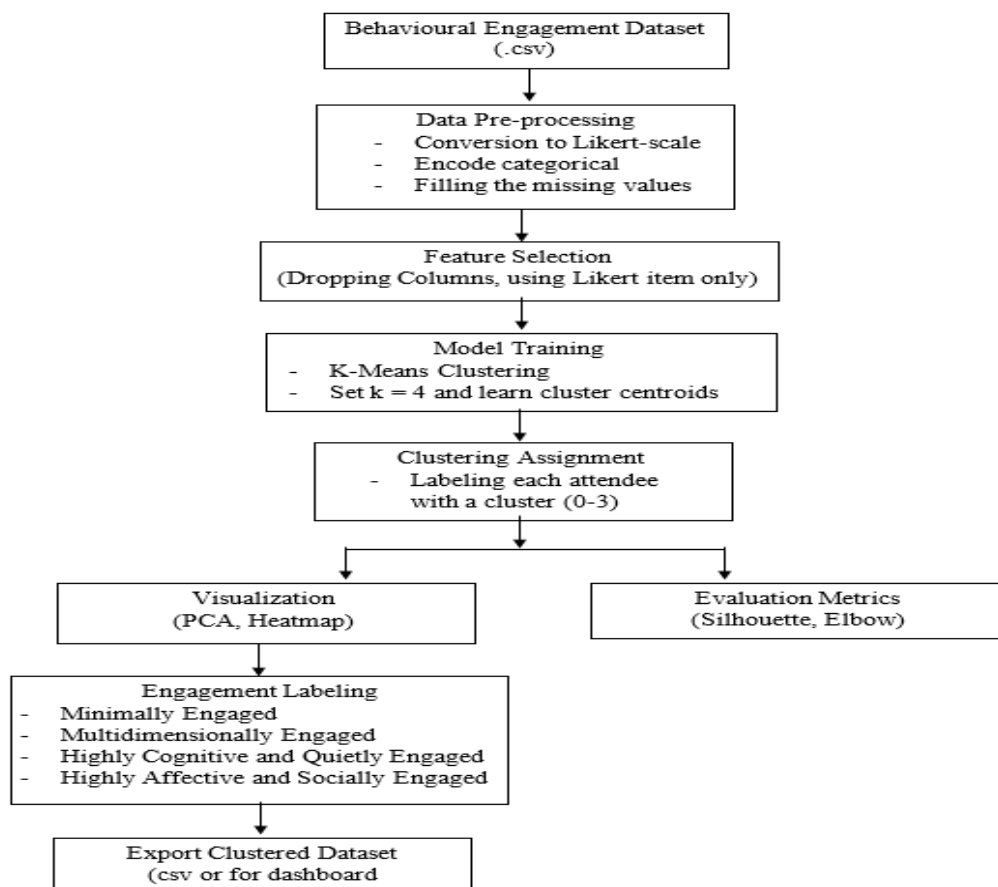 Behavioural Engagement Dataset
(.csv)
Data Pre-processing
- Conversion to Likert-scale
- Encode categorical
- Filling the missing values
Feature Selection
(Dropping Columns, using Likert item only)
Model Training
- K-Means Clustering
- Set k = 4 and learn cluster centroids
Clustering Assignment
- Labeling each attendee
with a cluster (0-3)
Visualization
(PCA, Heatmap)
Evaluation Metrics
(Silhouette, Elbow)
Engagement Labeling
- Minimally Engaged
- Multidimensionally Engaged
- Highly Cognitive and Quietly Engaged
- Highly Affective and Socially Engaged
Export Clustered Dataset
(csv or for dashboard